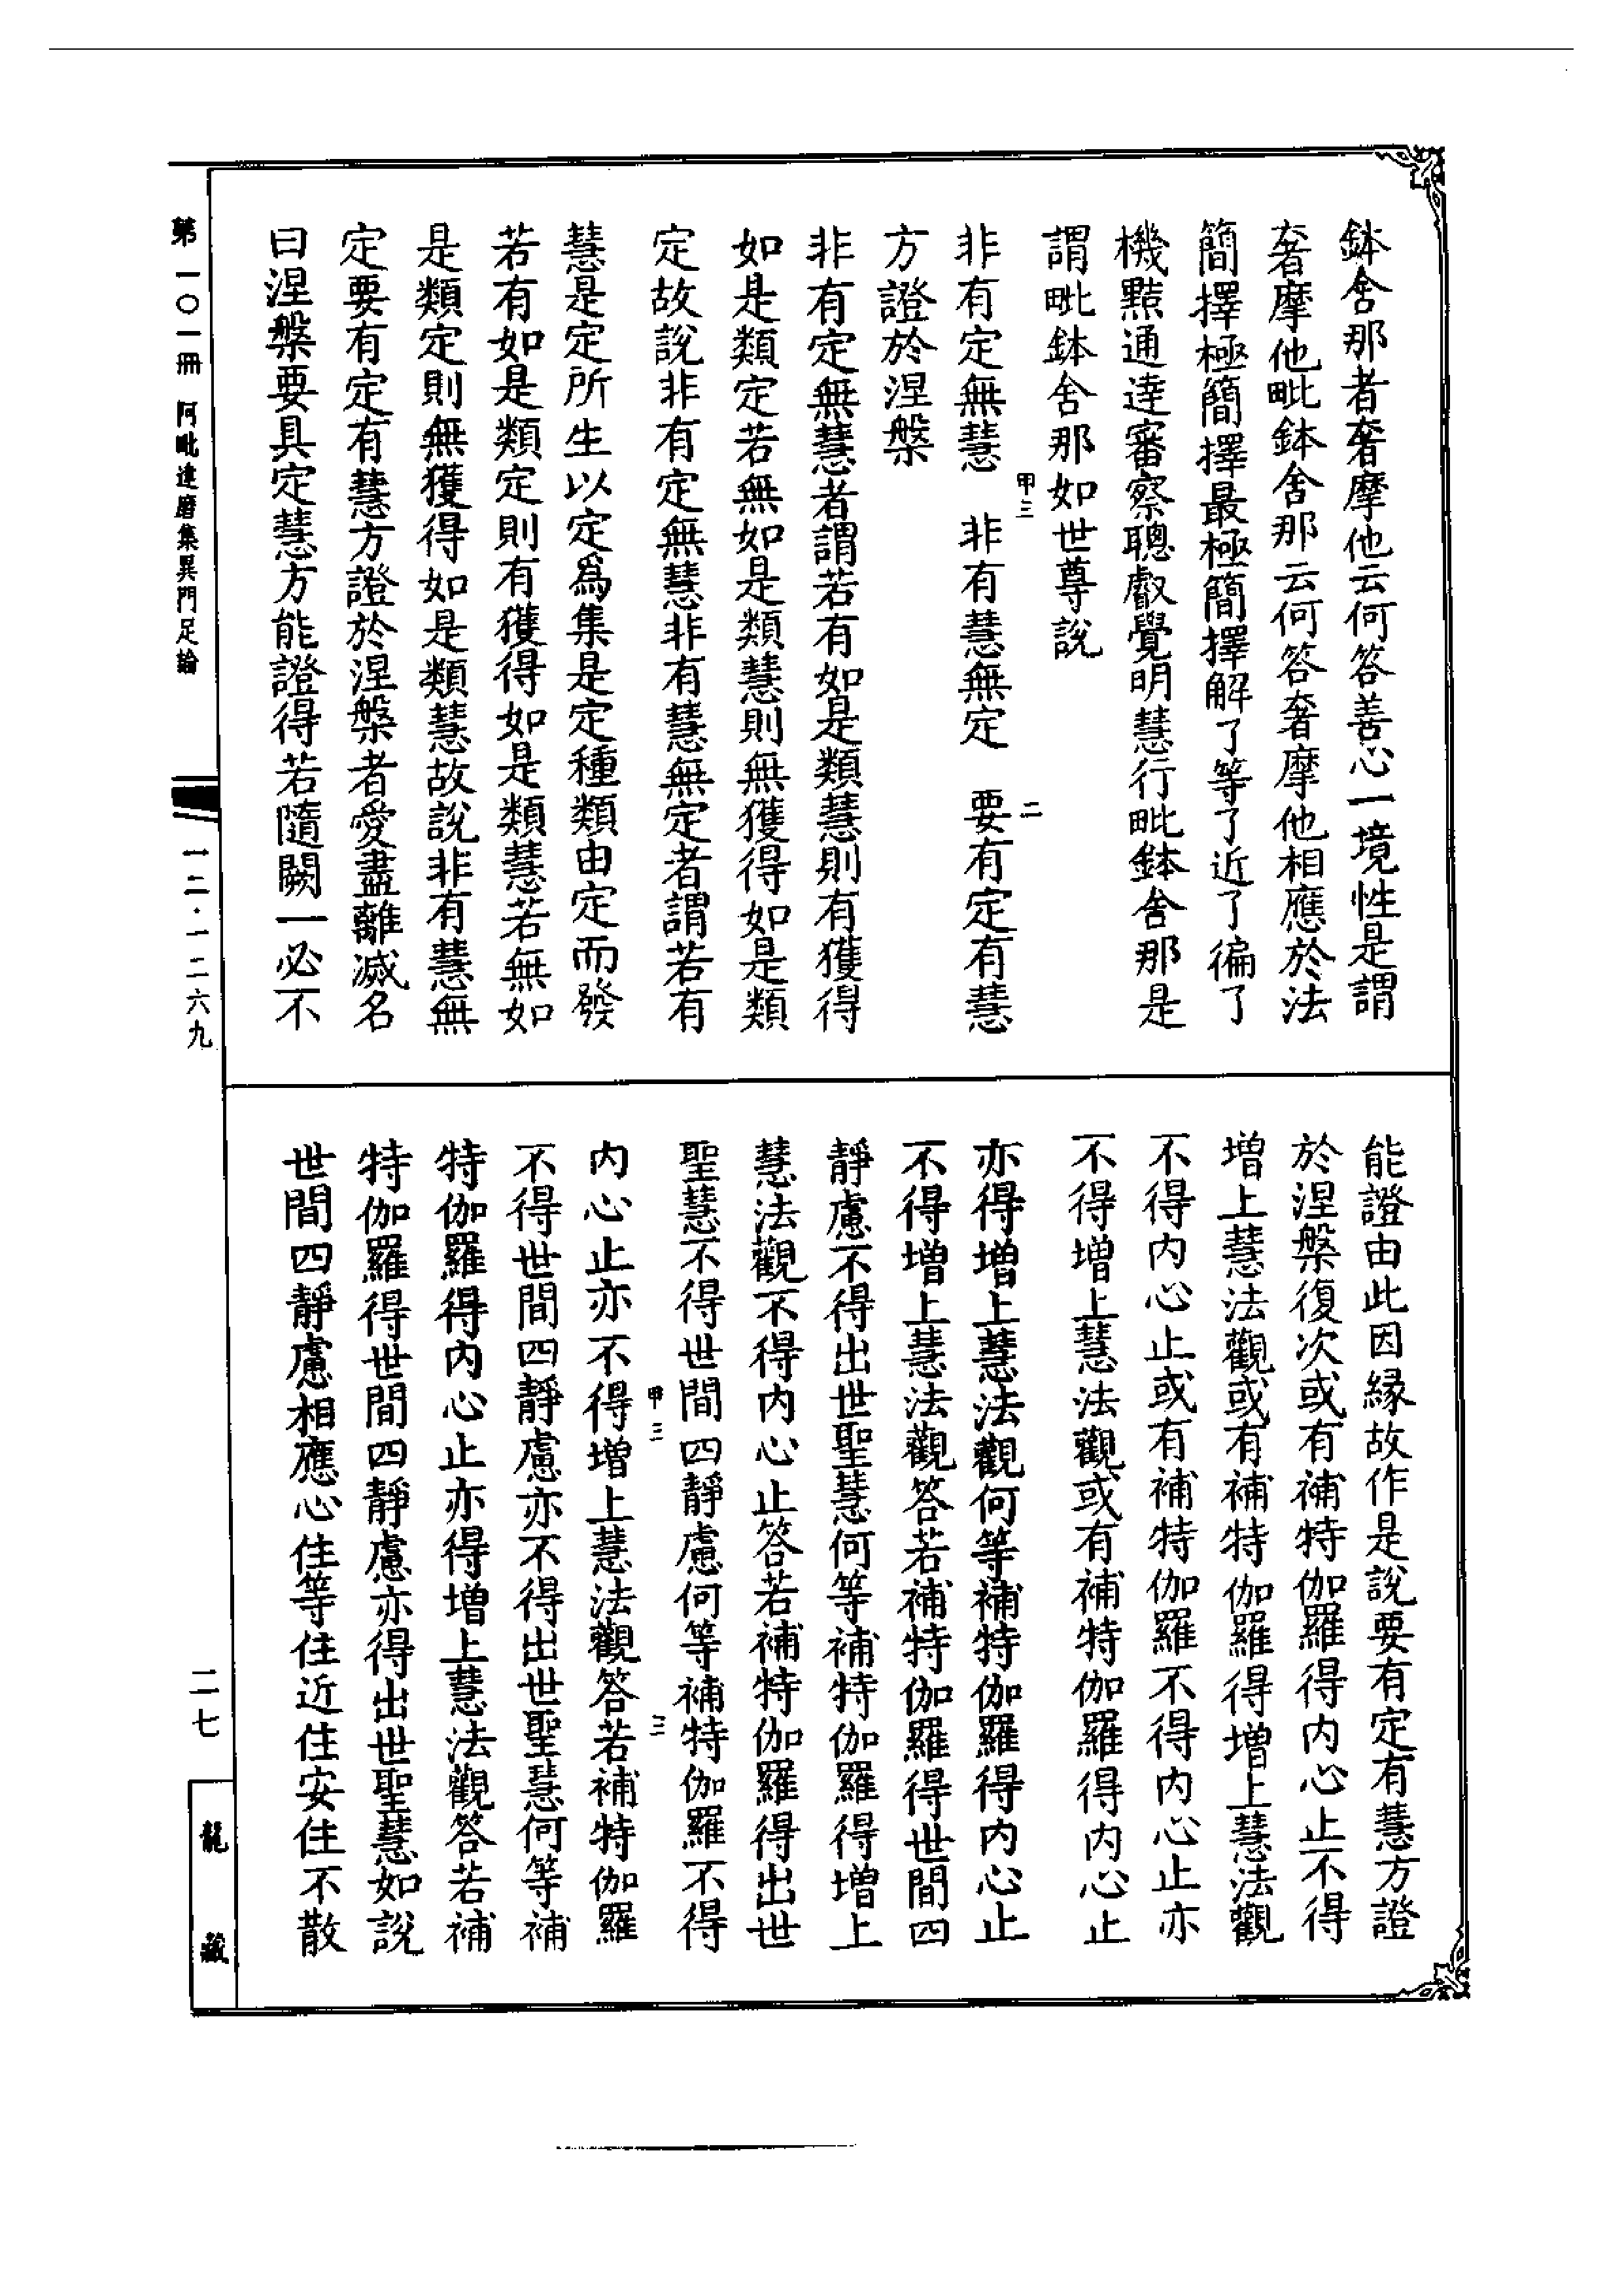 鉢舍那者奢摩他云何答善心一境性是謂
奢摩他毗鉢舍那云何答奢摩他相應於法
簡擇極簡擇最極簡擇解了等了近了徧了
機黠通達審察聰叡覺明慧行毗鉢舍那是
謂毗鉢舍那如世尊說
甲三
二
非有定無慧　非有慧無定　要有定有慧
方證於涅槃
非有定無慧者謂若有如是類慧則有獲得
如是類定若無如是類慧則無獲得如是類
定故說非有定無慧非有慧無定者謂若有
慧是定所生以定爲集是定種類由定而發
若有如是類定則有獲得如是類慧若無如
是類定則無獲得如是類慧故說非有慧無
定要有定有慧方證於涅槃者愛盡離滅名
曰涅槃要具定慧方能證得若隨闕一必不
能證由此因緣故作是說要有定有慧方證
於涅槃復次或有補特伽羅得內心止不得
增上慧法觀或有補特伽羅得增上慧法觀
不得內心止或有補特伽羅不得內心止亦
不得增上慧法觀或有補特伽羅得內心止
亦得增上慧法觀何等補特伽羅得內心止
不得增上慧法觀答若補特伽羅得世間四
靜慮不得出世聖慧何等補特伽羅得增上
慧法觀不得內心止答若補特伽羅得出世
聖慧不得世間四靜慮何等補特伽羅不得
甲三
三
內心止亦不得增上慧法觀答若補特伽羅
不得世間四靜慮亦不得出世聖慧何等補
特伽羅得內心止亦得增上慧法觀答若補
特伽羅得世間四靜慮亦得出世聖慧如說
世間四靜慮相應心住等住近住安住不散
第一〇一冊　阿毗達磨集異門足論
一二·一二六九
二七
龍藏